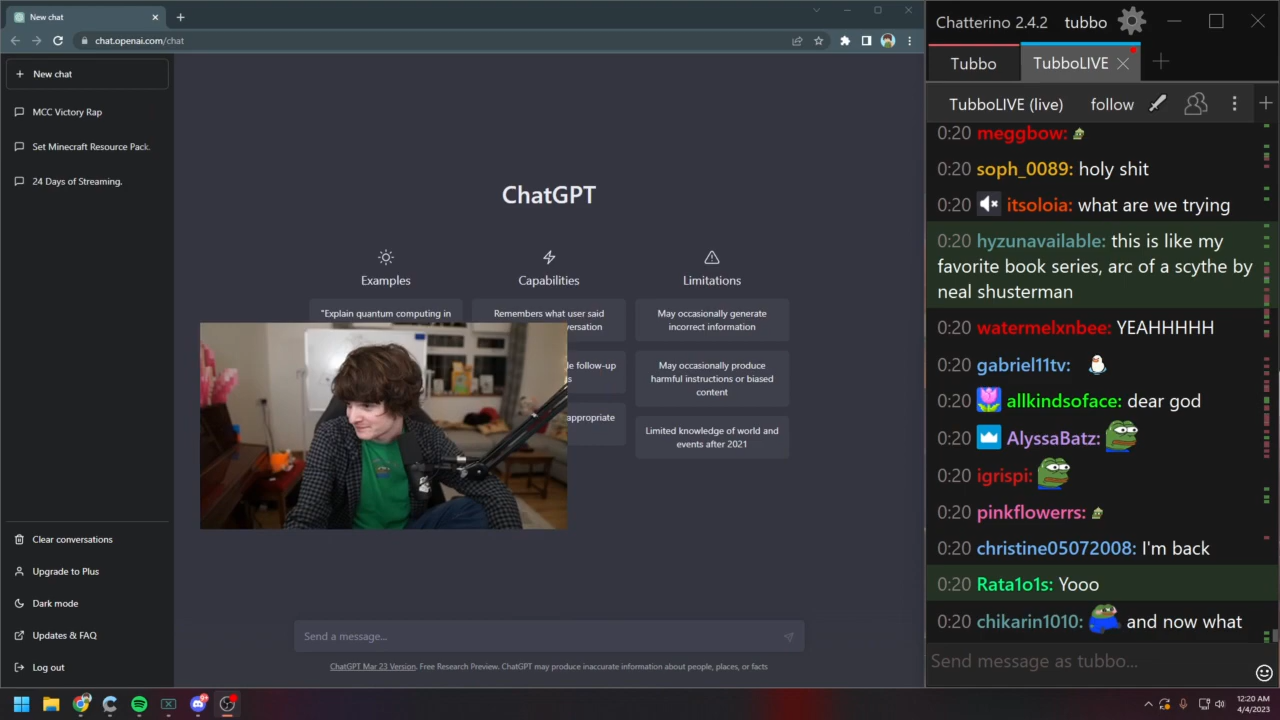 New chat
chat.openai.com/chat
New chat
MCC Victory Rap
Set Minecraft Resource Pack.
24 Days of Streaming.
Clear conversations
Upgrade to Plus
Dark mode
Updates & FAQ
Log out
ChatGPT
Examples
"Explain quantum computing in
Capabilities
Remembers what user said
le follow-up
appropriate
Limitations
May occasionally generate
incorrect information
May occasionally produce
harmful instructions or biased
content
Limited knowledge of world and
events after 2021
Send a message...
ChatGPT Mar 23 Version. Free Research Preview. ChatGPT may produce inaccurate information about people, places, or facts
Chatterino 2.4.2 tubbo
Tubbo TubboLIVE
TubboLIVE (live) follow
0:20 meggbow:
0:20 soph_0089: holy shit
0:20 itsoloia: what are we trying
0:20 hyzunavailable: this is like my
favorite book series, arc of a scythe by
neal shusterman
0:20 watermelxnbee: YEAHHHHH
0:20 gabriel11tv:
0:20 allkindsoface: dear god
0:20 AlyssaBatz:
0:20 igrispi:
0:20 pinkflowerrs:
0:20 christine05072008: I'm back
0:20 Rata1o1s: Yooo
0:20 chikarin1010: and now what
Send message as tubbo...
12:20 AM
4/4/2023